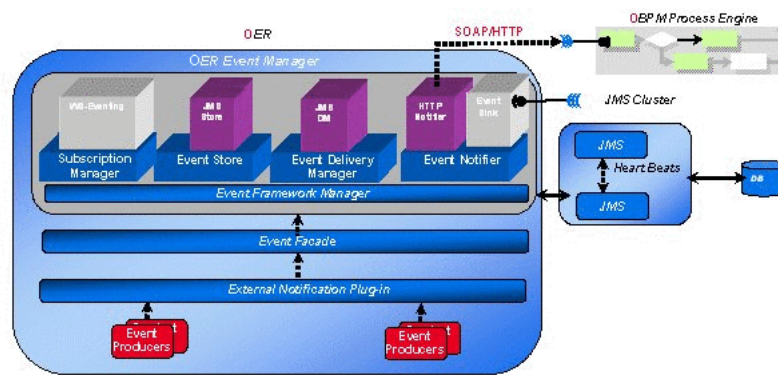 OER
SOAP/HTTP
OBPM Process Engine
OER Event Manager
WS-Eventing
JMS
Store
JMS
DM
HTTP
Notifier
Event
Sink
JMS Cluster
Subscription
Manager
Event Store
Event Delivery
Manager
Event Notifier
JMS
Heart Beats
JMS
DB
Event Framework Manager
Event Facade
External Notification Plug-in
Event
Producers
Event
Producers